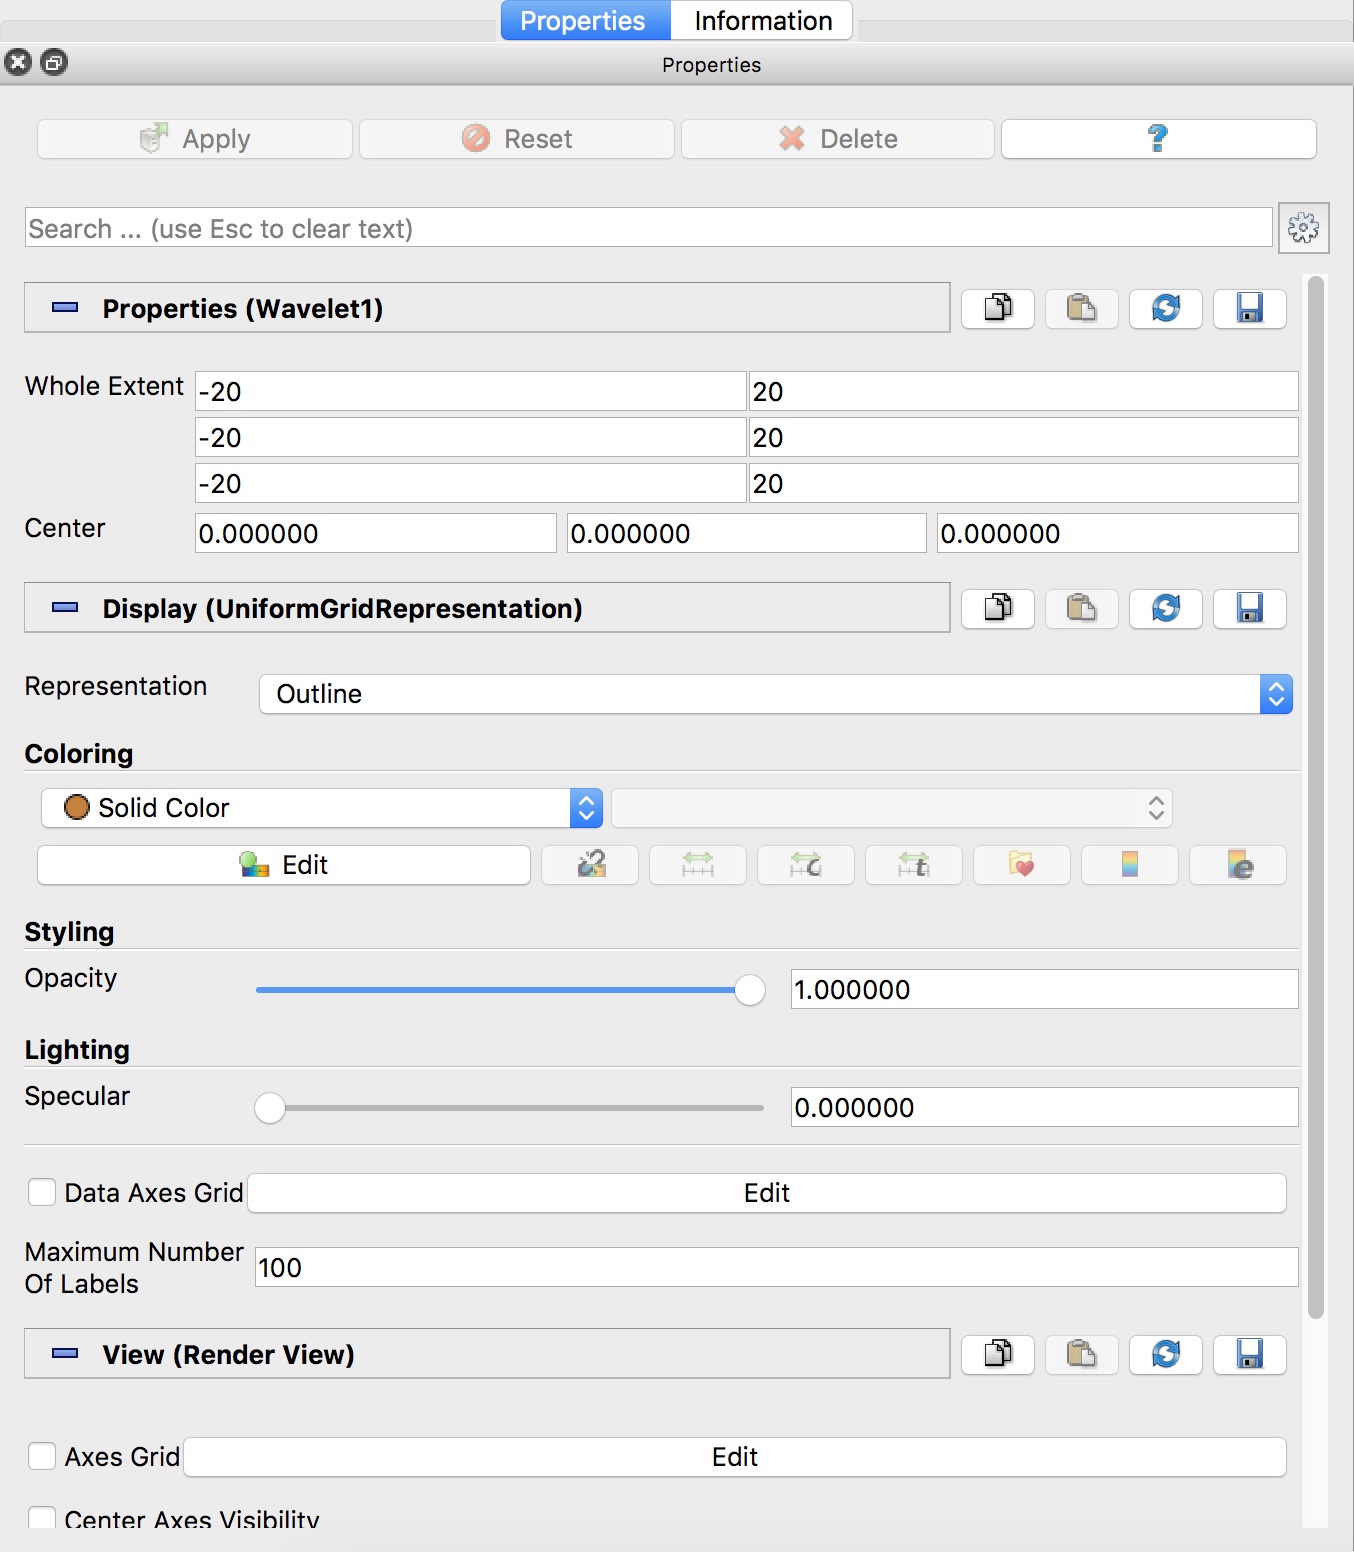 Properties Information
Properties
Apply Reset Delete ?
Search ... (use Esc to clear text)
Properties (Wavelet1)
Whole Extent -20 20
-20 20
-20 20
Center 0.000000 0.000000 0.000000
Display (UniformGridRepresentation)
Representation Outline
Coloring
Solid Color
Edit
Styling
Opacity 1.000000
Lighting
Specular 0.000000
Data Axes Grid Edit
Maximum Number
Of Labels 100
View (Render View)
Axes Grid Edit
Center Axes Visibility